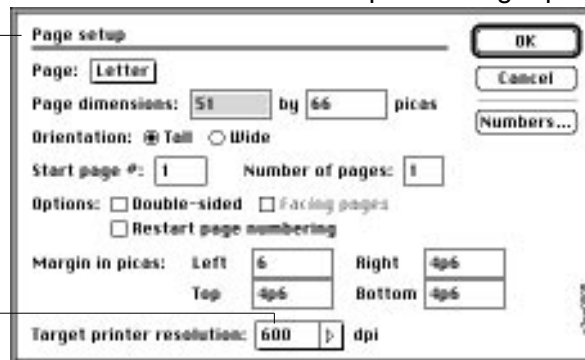 Page setup
OK
Page: Letter
Cancel
Page dimensions: 51 by 66 picas
Numbers...
Orientation: Tall Wide
Start page #: 1 Number of pages: 1
Options: Double-sided Facing pages
Restart page numbering
Margin in picas: Left 6 Right 4p6
Top 4p6 Bottom 4p6
Target printer resolution: 600 dpi